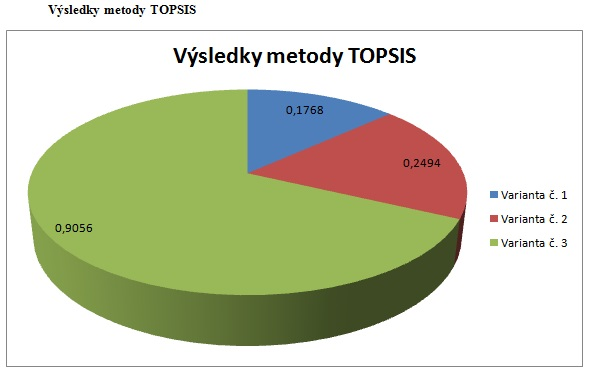 Výsledky metody TOPSIS
Výsledky metody TOPSIS
0,1768
0,2494
0,9056
Varianta č. 1
Varianta č. 2
Varianta č. 3